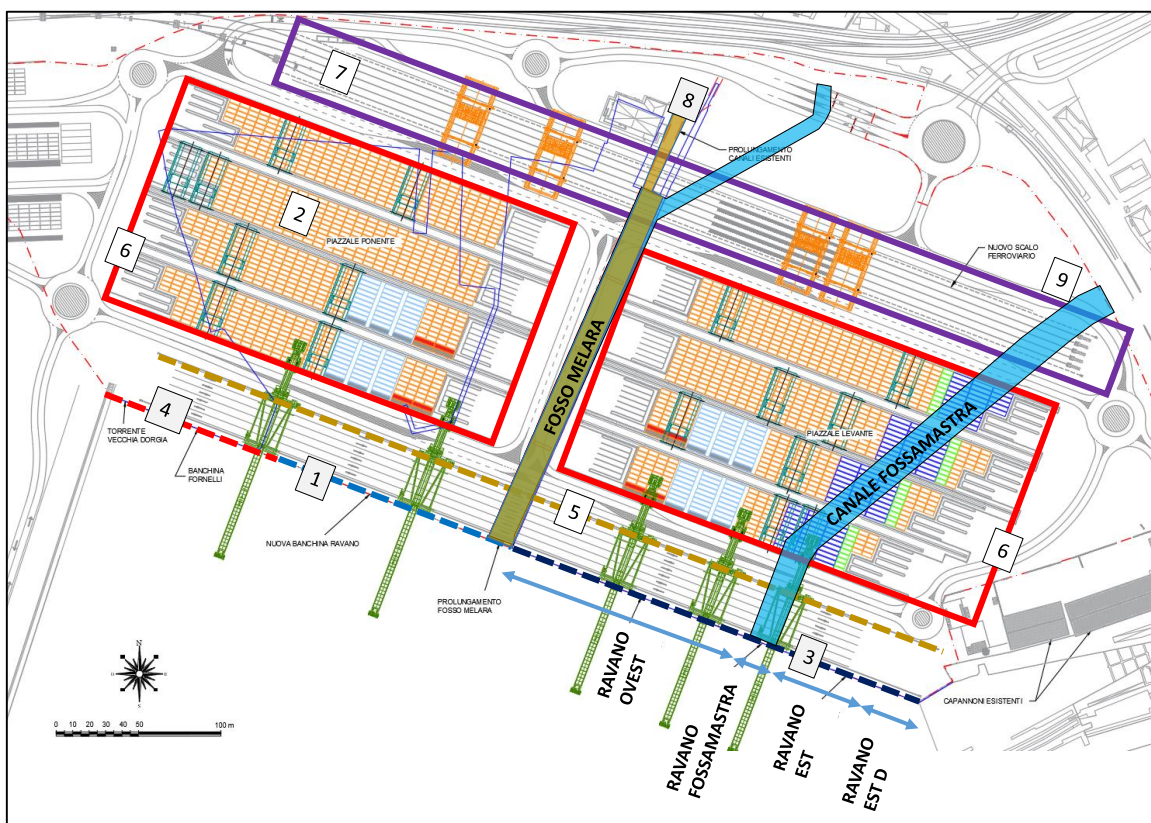 7
8
PROLUNGAMENTO
CANALI ESISTENTI
2
PIAZZALE PONENTE
6
NUOVO SCALO
FERROVIARIO
9
FOSSO MELARA
CANALE FOSSAMASTRA
PIAZZALE LEVANTE
4
TORRENTE
VECCHIA DORGIA
BANCHINA
FORNELLI
1
NUOVA BANCHINA RAVANO
5
6
PROLUNGAMENTO
FOSSO MELARA
3
RAVANO
OVEST
RAVANO
FOSSAMASTRA
RAVANO
EST
RAVANO
EST D
CAPANNONI ESISTENTI
N
O
E
S
0 10 20 30 40 50 100 m